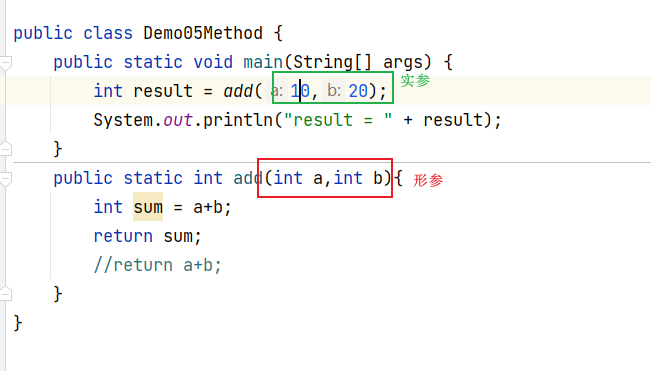 public class Demo05Method {
    public static void main(String[] args) {
        int result = add( a: 10, b: 20); 实参
        System.out.println("result = " + result);
    }
    public static int add(int a,int b){ 形参
        int sum = a+b;
        return sum;
        //return a+b;
    }
}